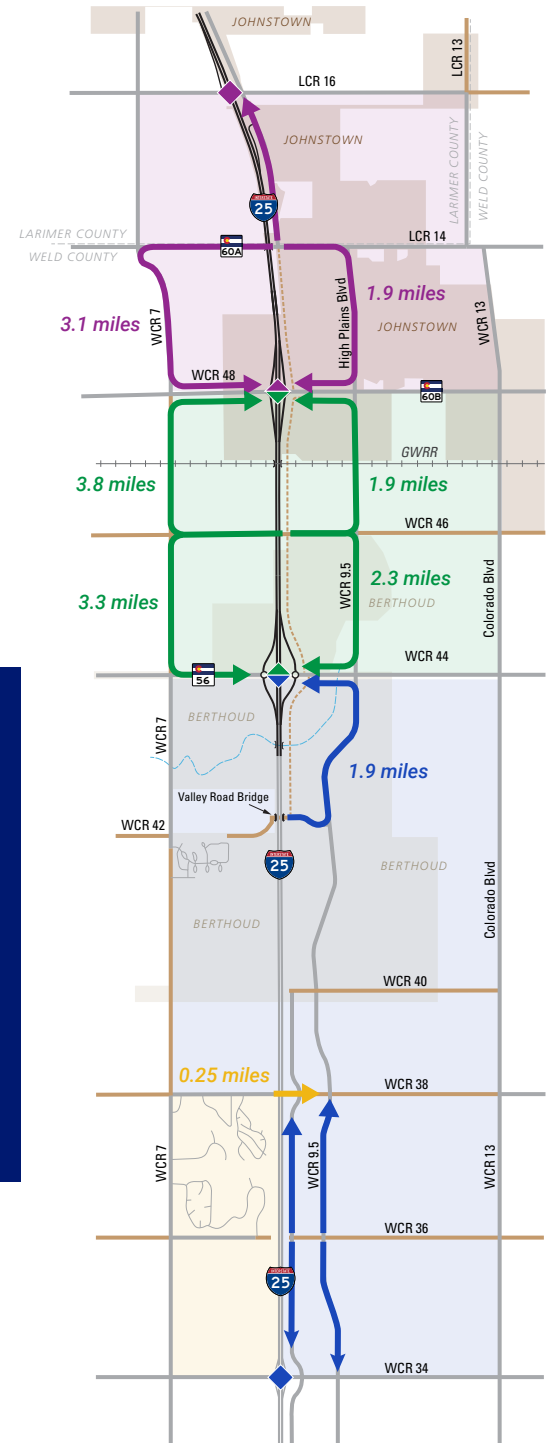 JOHNSTOWN
LCR 13
LCR 16
JOHNSTOWN
LARIMER COUNTY
WELD COUNTY
INTERSTATE
25
LARIMER COUNTY
WELD COUNTY
60A
LCR 14
3.1 miles
WCR 7
High Plains Blvd
1.9 miles
JOHNSTOWN
WCR 13
WCR 48
60B
GWRR
3.8 miles
1.9 miles
WCR 46
3.3 miles
WCR 9.5
2.3 miles
BERTHOUD
Colorado Blvd
WCR 44
56
BERTHOUD
WCR 7
1.9 miles
Valley Road Bridge
WCR 42
INTERSTATE
25
BERTHOUD
BERTHOUD
Colorado Blvd
WCR 40
0.25 miles
WCR 38
WCR 7
WCR 9.5
WCR 13
WCR 36
INTERSTATE
25
WCR 34